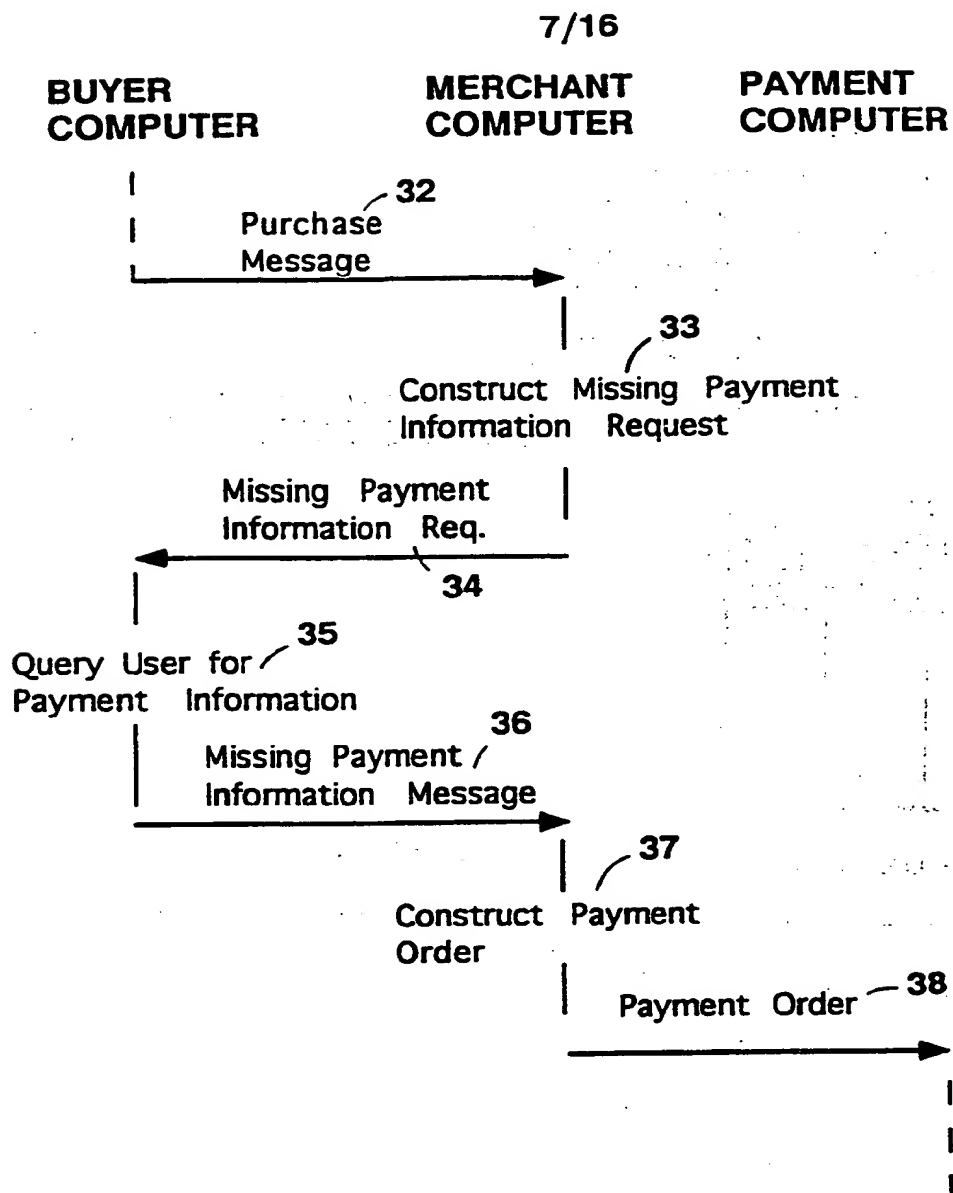 7/16
BUYER
COMPUTER
MERCHANT
COMPUTER
PAYMENT
COMPUTER
32
Purchase
Message
33
Construct Missing Payment
Information Request
Missing Payment
Information Req.
34
35
Query User for
Payment Information
36
Missing Payment
Information Message
37
Construct Payment
Order
38
Payment Order